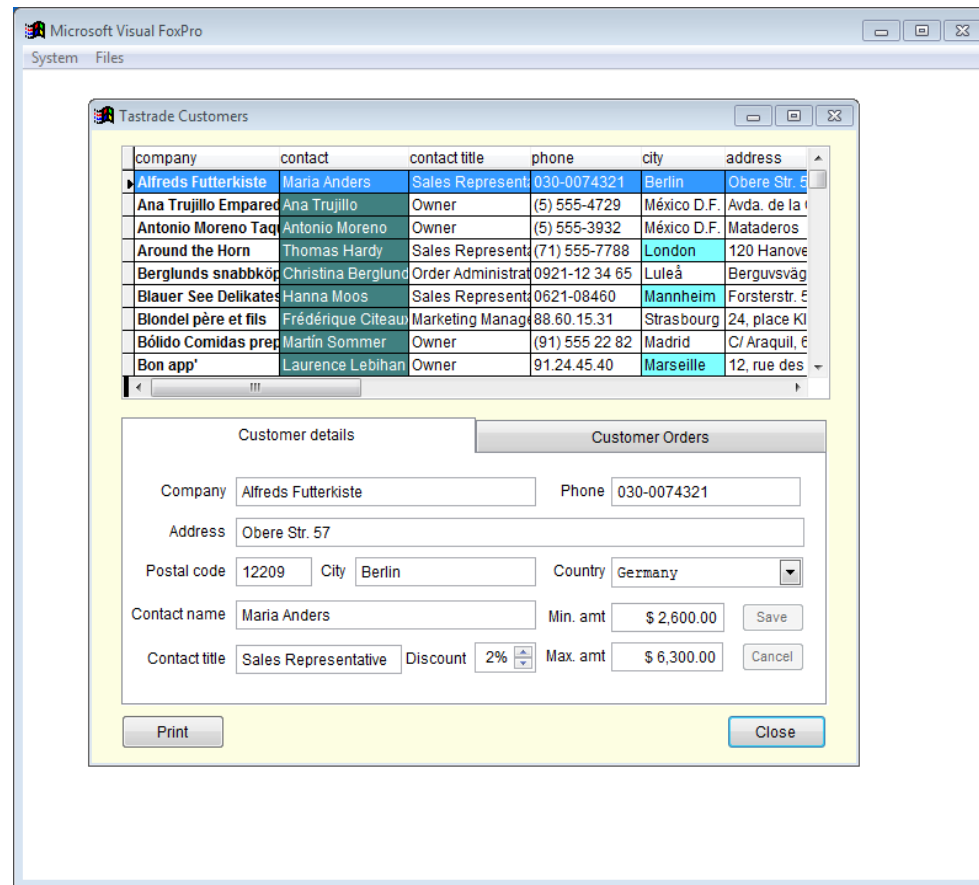 Microsoft Visual FoxPro
System Files
Tastrade Customers
company contact contact title phone city address
Alfreds Futterkiste Maria Anders Sales Representa 030-0074321 Berlin Obere Str. 5
Ana Trujillo Empared Ana Trujillo Owner (5) 555-4729 México D.F. Avda. de la
Antonio Moreno Taqu Antonio Moreno Owner (5) 555-3932 México D.F. Mataderos
Around the Horn Thomas Hardy Sales Representa (71) 555-7788 London 120 Hanove
Berglunds snabbköp Christina Berglund Order Administrat 0921-12 34 65 Luleå Berguvsväg
Blauer See Delikates Hanna Moos Sales Representa 0621-08460 Mannheim Forsterstr. 5
Blondel père et fils Frédérique Citeaux Marketing Manage 88.60.15.31 Strasbourg 24, place Kl
Bólido Comidas prep Martín Sommer Owner (91) 555 22 82 Madrid C/ Araquil, 6
Bon app' Laurence Lebihan Owner 91.24.45.40 Marseille 12, rue des
Customer details Customer Orders
Company Alfreds Futterkiste Phone 030-0074321
Address Obere Str. 57
Postal code 12209 City Berlin Country Germany
Contact name Maria Anders Min. amt $ 2,600.00 Save
Contact title Sales Representative Discount 2% Max. amt $ 6,300.00 Cancel
Print Close